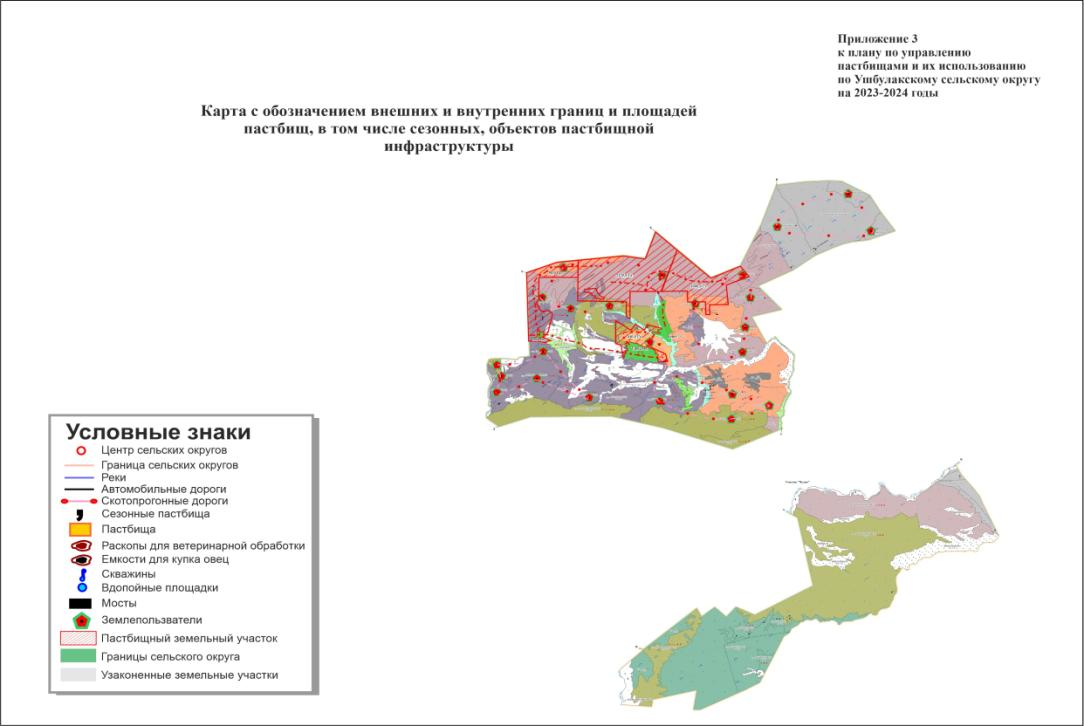 Приложение 3
к плану по управлению
пастбищами и их использованию
по Ушбулакскому сельскому округу
на 2023-2024 годы
Карта с обозначением внешних и внутренних границ и площадей
пастбищ, в том числе сезонных, объектов пастбищной
инфраструктуры
Условные знаки
Центр сельских округов
Граница сельских округов
Реки
Автомобильные дороги
Скотопрогонные дороги
Сезонные пастбища
Пастбища
Раскопы для ветеринарной обработки
Емкости для купка овец
Скважины
Вдопойные площадки
Мосты
Землепользватели
Пастбищный земельный участок
Границы сельского округа
Узаконенные земельные участки